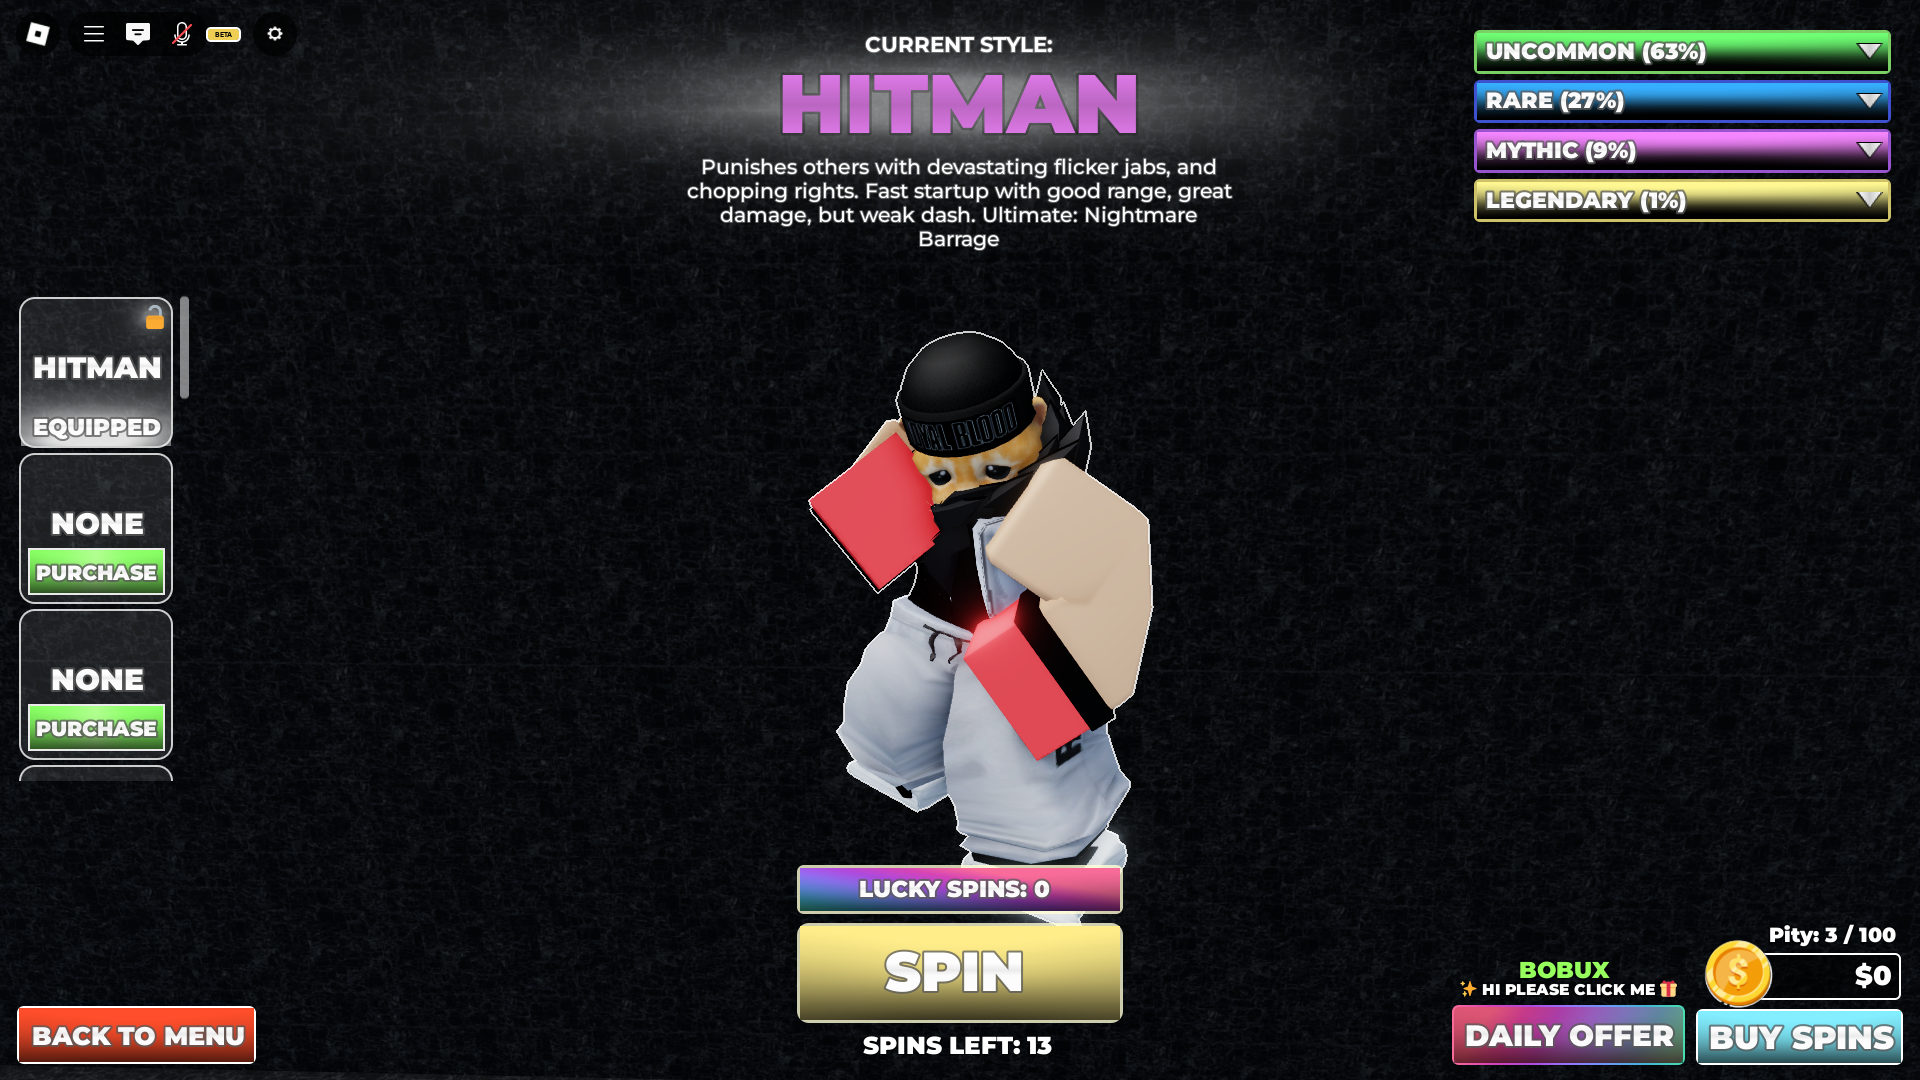 BETA
CURRENT STYLE:
HITMAN
Punishes others with devastating flicker jabs, and
chopping rights. Fast startup with good range, great
damage, but weak dash. Ultimate: Nightmare
Barrage
UNCOMMON (63%)
RARE (27%)
MYTHIC (9%)
LEGENDARY (1%)
HITMAN
EQUIPPED
NONE
PURCHASE
NONE
PURCHASE
BLOOD
LUCKY SPINS: 0
SPIN
SPINS LEFT: 13
BACK TO MENU
Pity: 3 / 100
$0
BOBUX
✨ HI PLEASE CLICK ME 🎁
DAILY OFFER
BUY SPINS